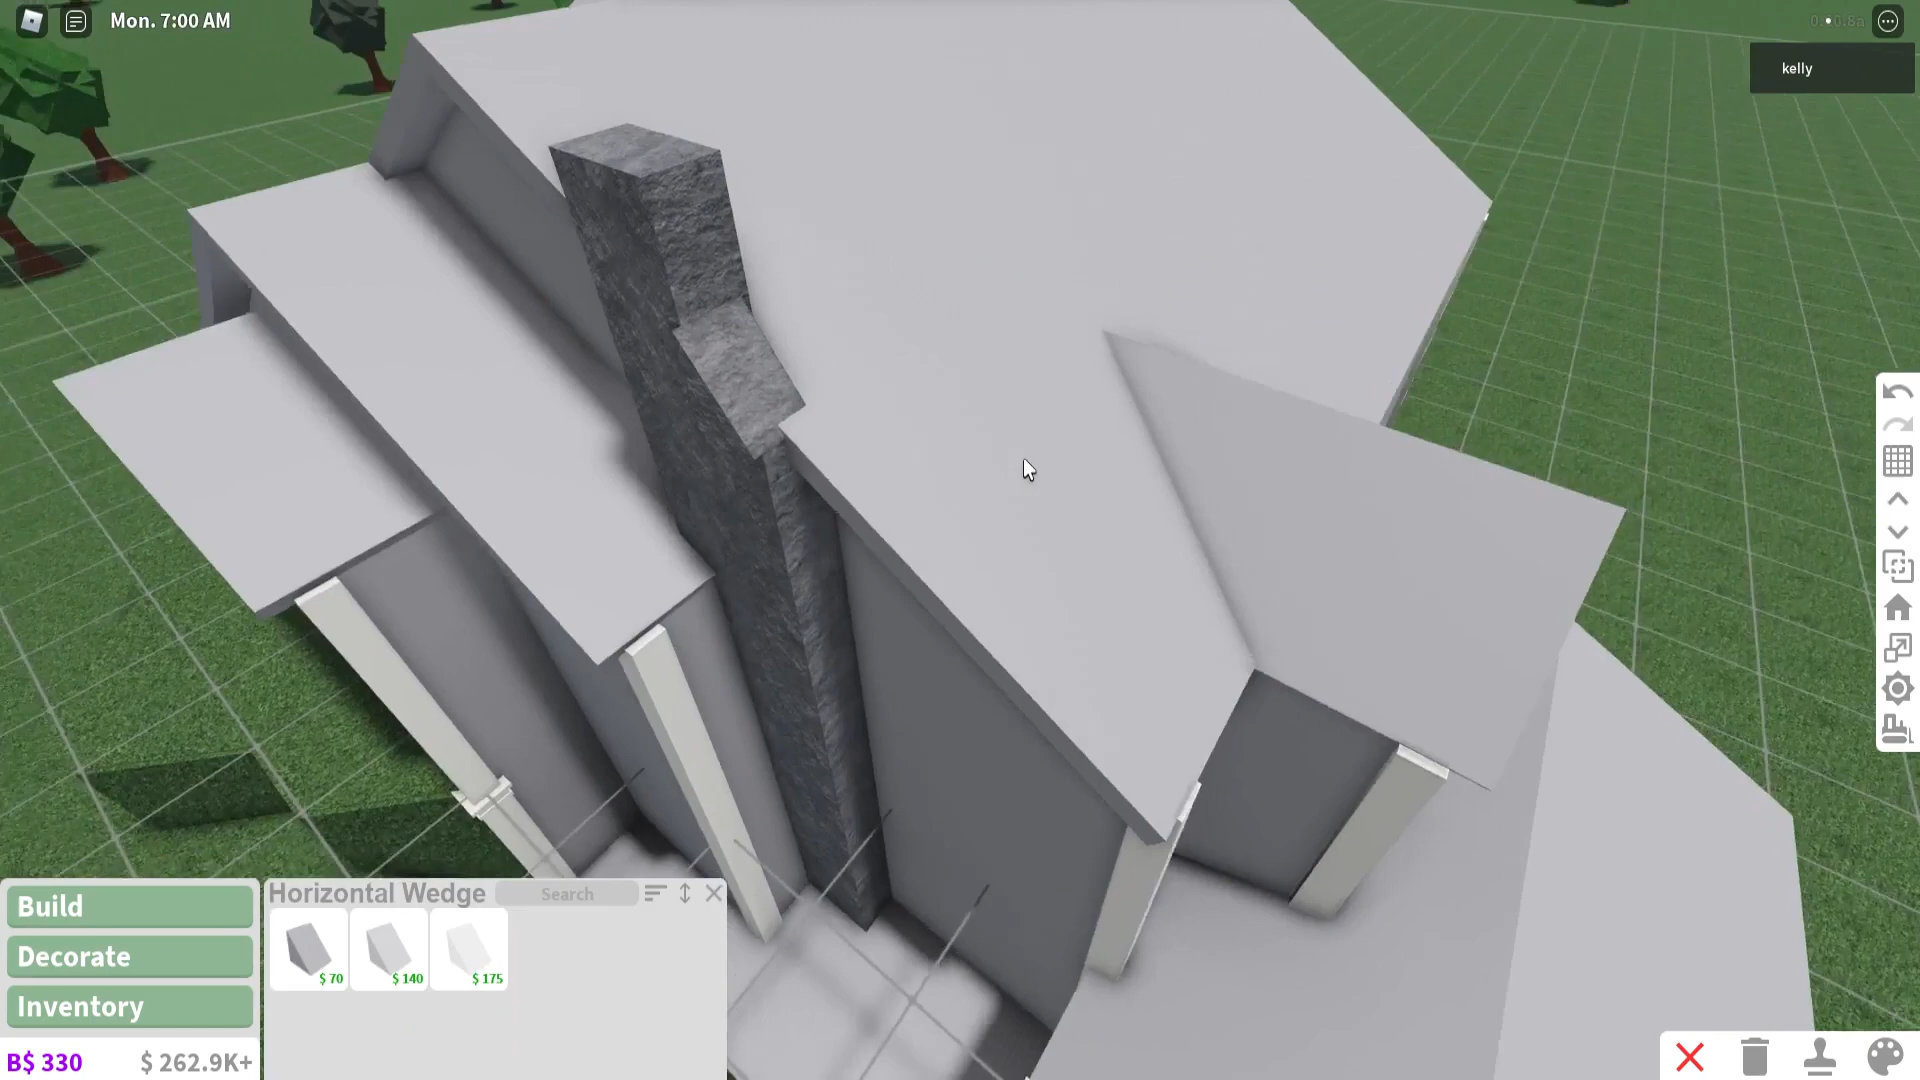 Mon. 7:00 AM
kelly
Build
Decorate
Inventory
B$ 330
$ 262.9K+
Horizontal Wedge
Search
$ 70
$ 140
$ 175